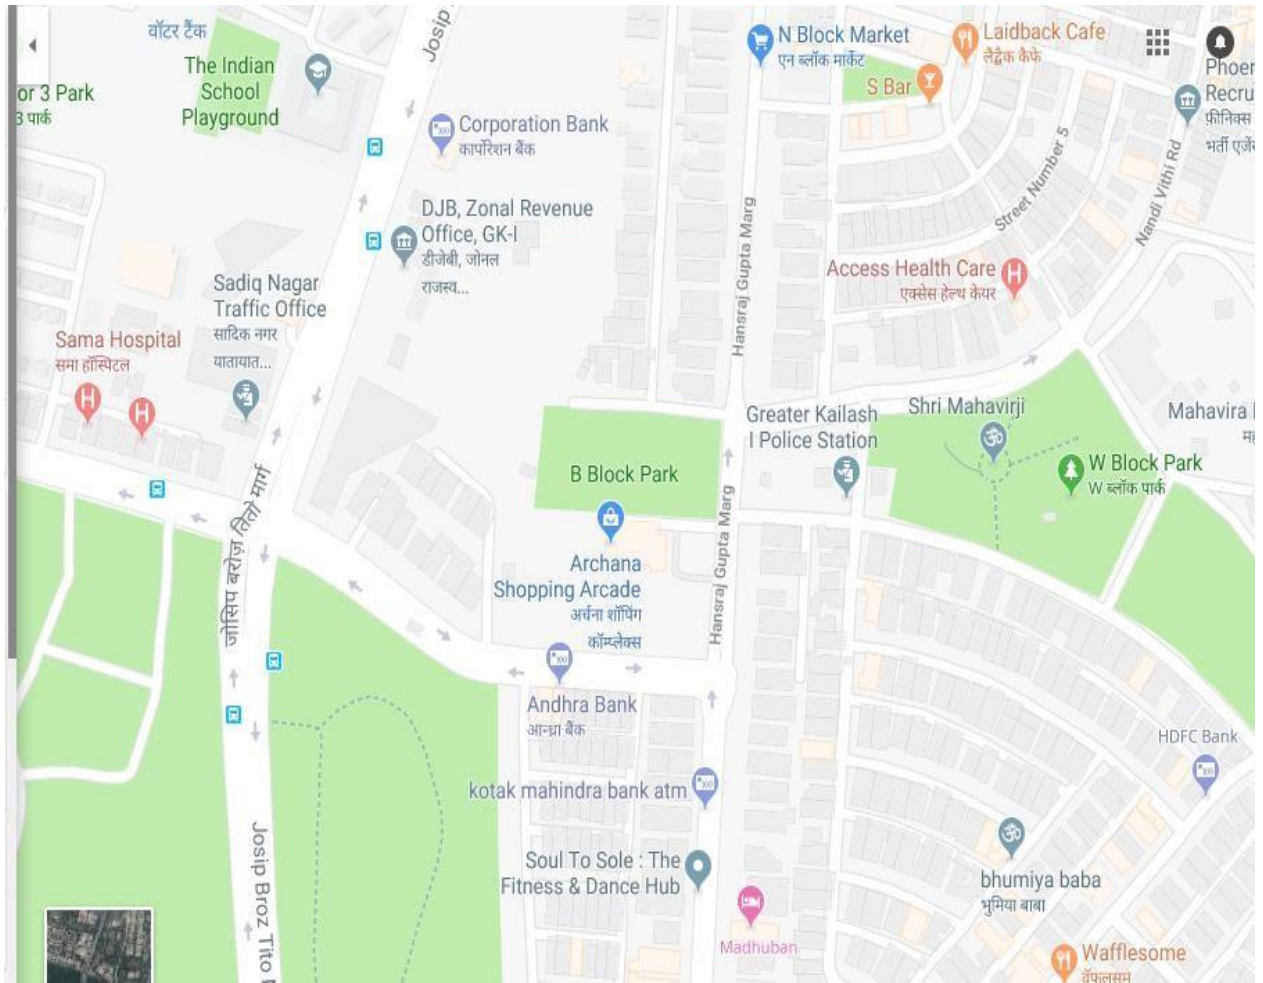 वॉटर टैंक
The Indian
School
Playground
or 3 Park
3 पार्क
Josip
Corporation Bank
कार्पोरेशन बैंक
N Block Market
एन ब्लॉक मार्केट
Laidback Cafe
लैद्बैक कैफे
S Bar
Phoen
Recru
फ़ीनिक्स
भर्ती एजें
Street Number 5
Nandi Vithi Rd
DJB, Zonal Revenue
Office, GK-I
डीजेबी, जोनल
राजस्व...
Hansraj Gupta Marg
Access Health Care
एक्सेस हेल्थ केयर
Sadiq Nagar
Traffic Office
सादिक नगर
यातायात...
Sama Hospital
समा हॉस्पिटल
Greater Kailash
I Police Station
Shri Mahavirji
Mahavira
W Block Park
W ब्लॉक पार्क
B Block Park
जोसिप बरोज़ तितो मार्ग
Hansraj Gupta Marg
Archana
Shopping Arcade
अर्चना शॉपिंग
कॉम्प्लेक्स
Andhra Bank
आन्ध्रा बैंक
HDFC Bank
kotak mahindra bank atm
Josip Broz Tito
Soul To Sole : The
Fitness & Dance Hub
bhumiya baba
भुमिया बाबा
Madhuban
Wafflesome
वॅफलसम